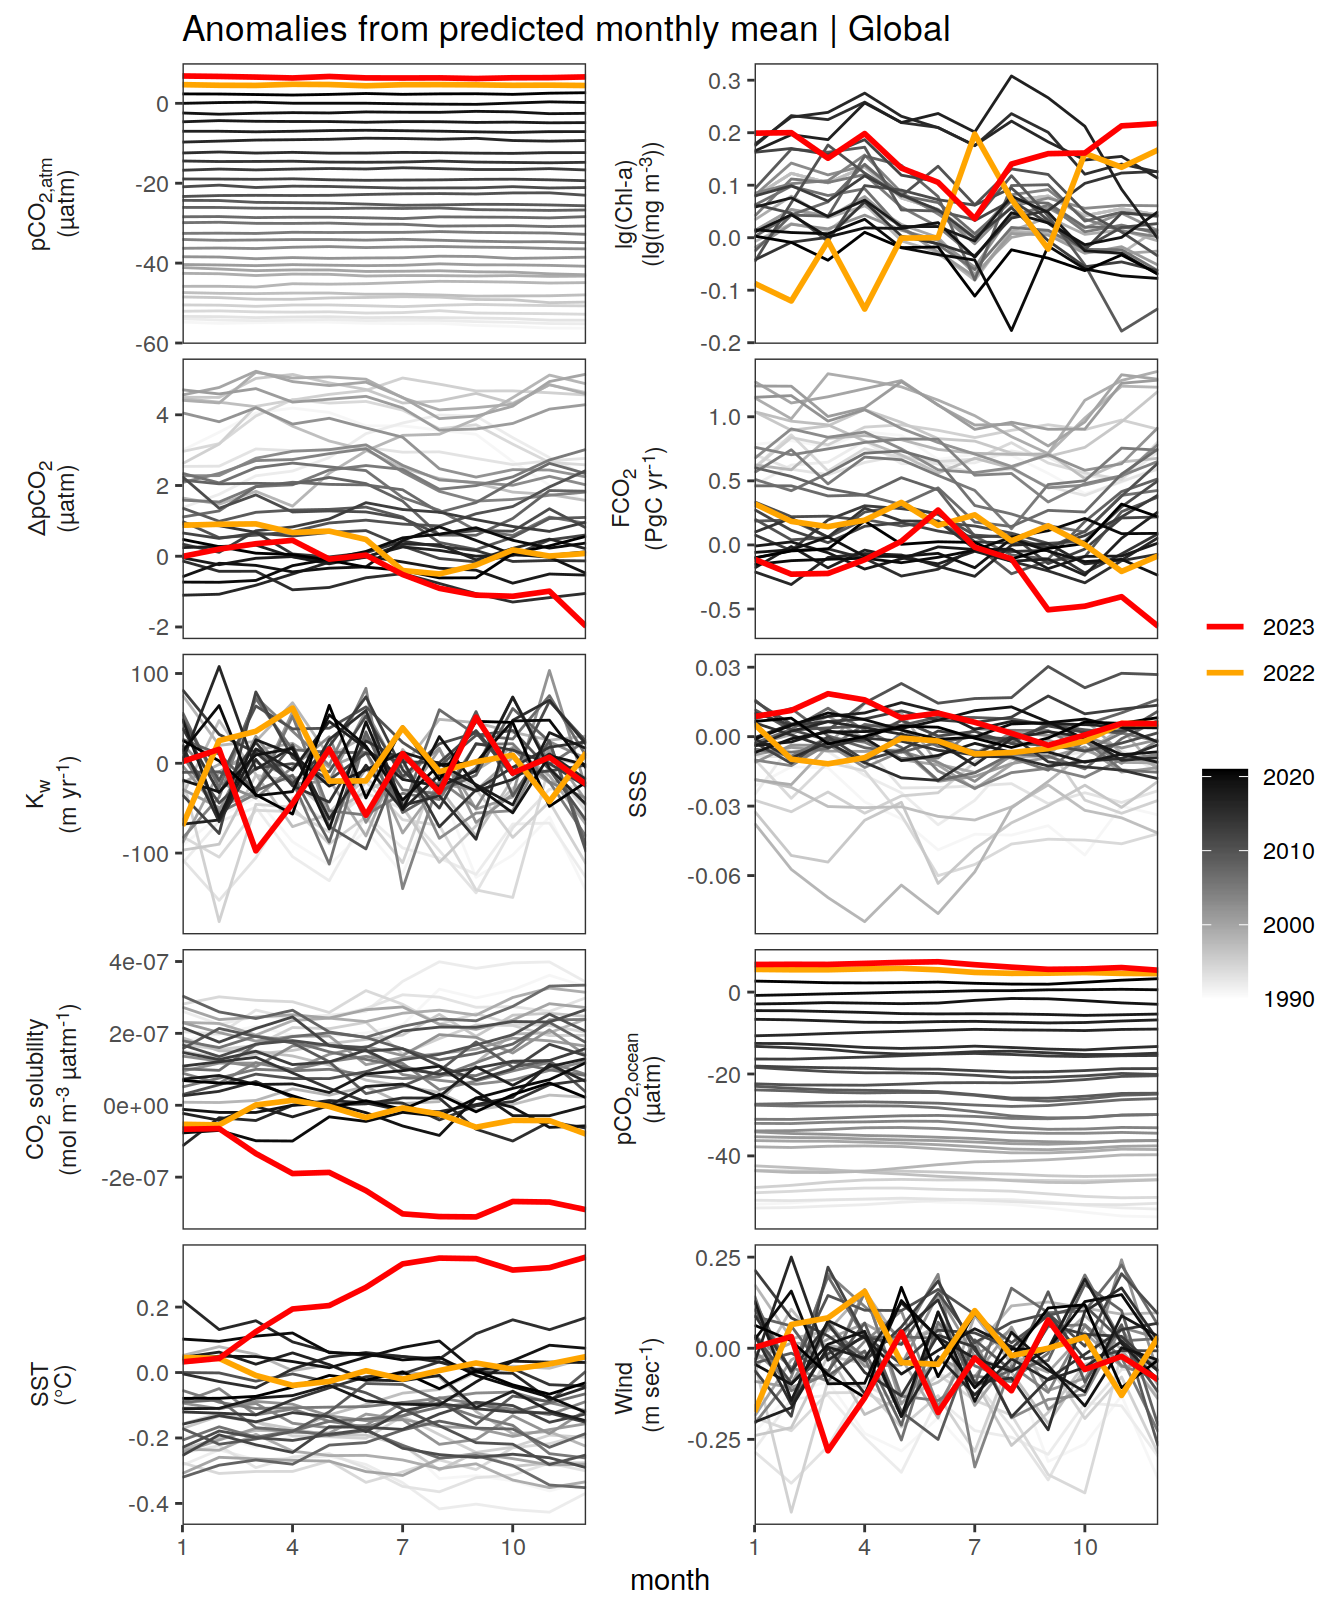 Anomalies from predicted monthly mean | Global
pCO2,atm
(µatm)
0
-20
-40
-60
lg(Chl-a)
(lg(mg m-3))
0.3
0.2
0.1
0.0
-0.1
-0.2
ΔpCO2
(µatm)
4
2
0
-2
FCO2
(PgC yr-1)
1.0
0.5
0.0
-0.5
Kw
(m yr-1)
100
0
-100
SSS
0.03
0.00
-0.03
-0.06
CO2 solubility
(mol m-3 µatm-1)
4e-07
2e-07
0e+00
-2e-07
pCO2,ocean
(µatm)
0
-20
-40
SST
(°C)
0.2
0.0
-0.2
-0.4
Wind
(m sec-1)
0.25
0.00
-0.25
1 4 7 10
1 4 7 10
month
2023
2022
2020
2010
2000
1990